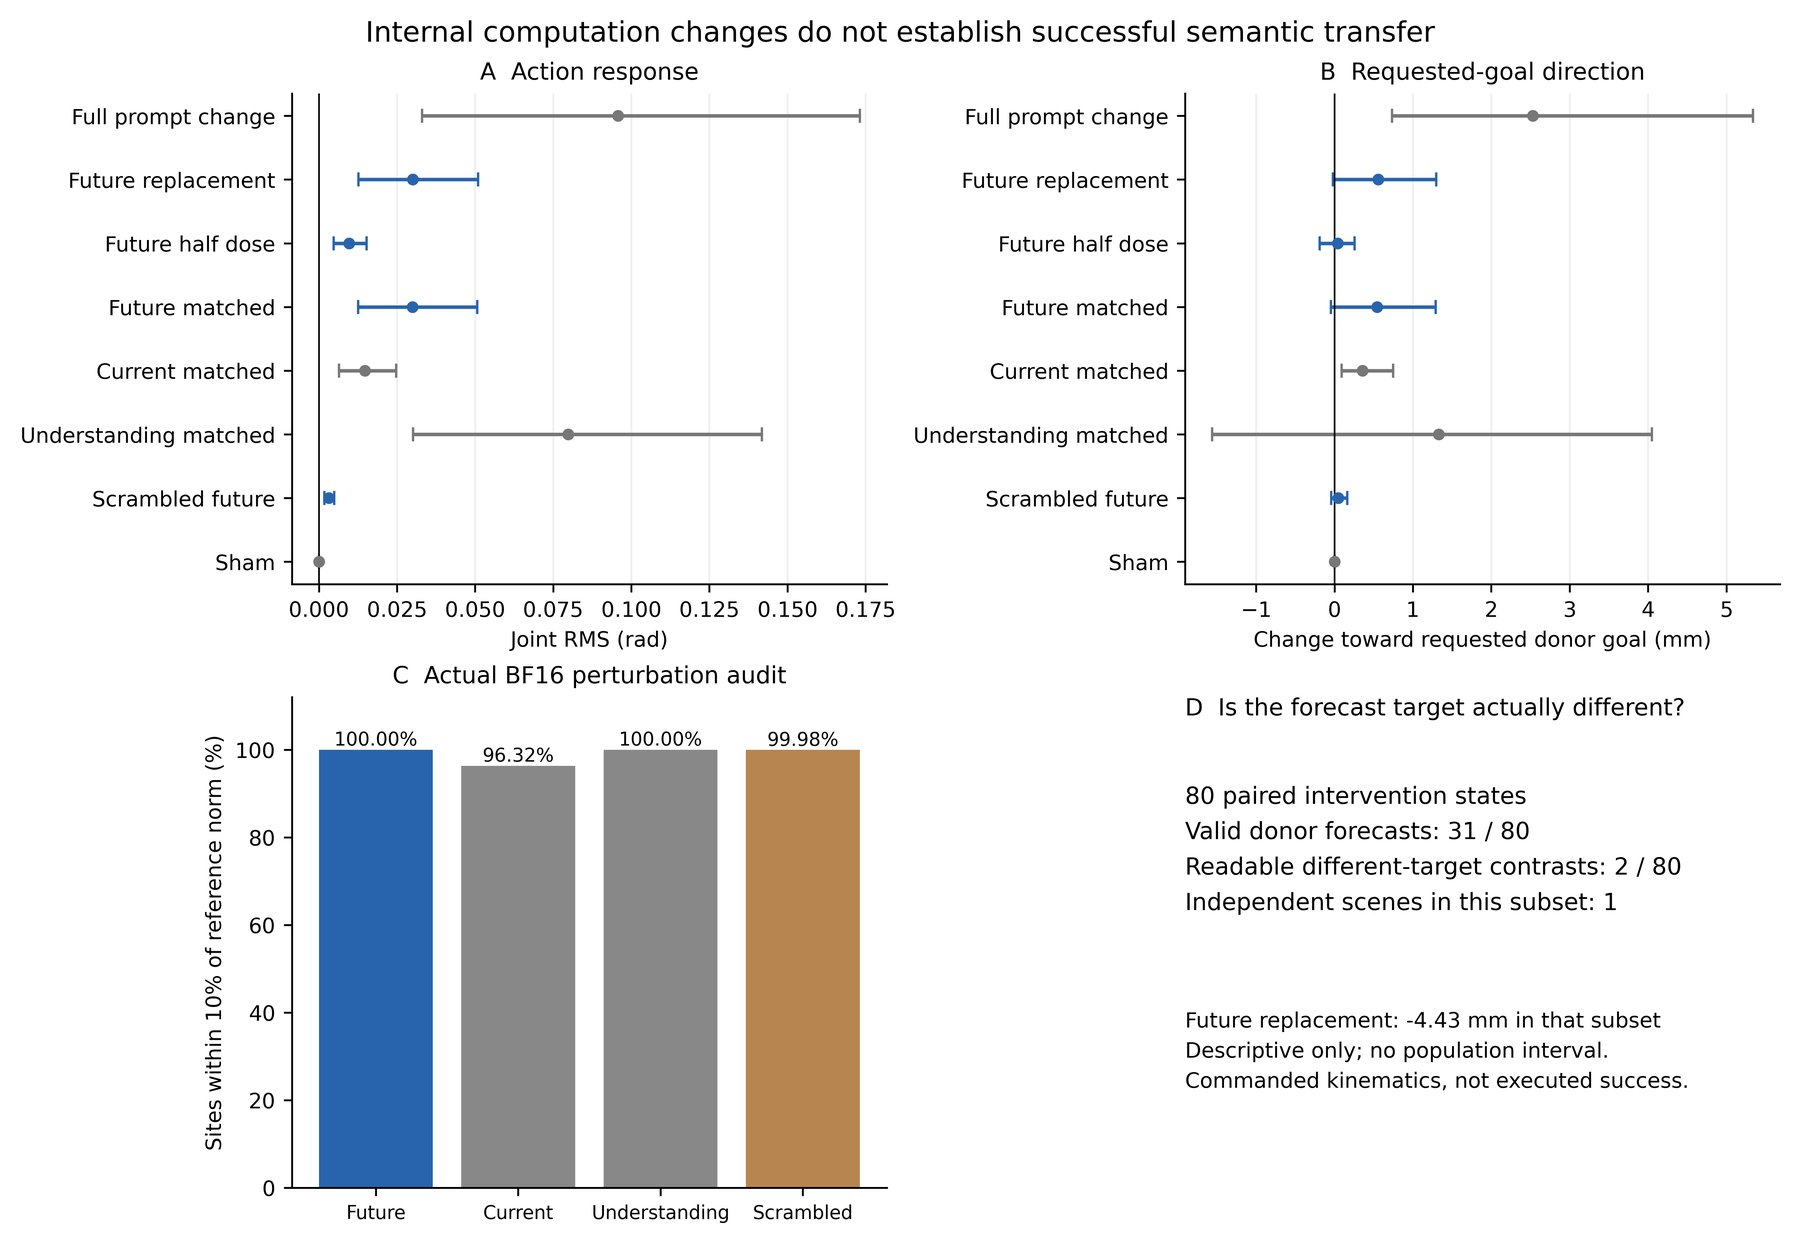 Internal computation changes do not establish successful semantic transfer
A  Action response
Full prompt change
Future replacement
Future half dose
Future matched
Current matched
Understanding matched
Scrambled future
Sham
0.000 0.025 0.050 0.075 0.100 0.125 0.150 0.175
Joint RMS (rad)
B  Requested-goal direction
Full prompt change
Future replacement
Future half dose
Future matched
Current matched
Understanding matched
Scrambled future
Sham
−1 0 1 2 3 4 5
Change toward requested donor goal (mm)
C  Actual BF16 perturbation audit
Sites within 10% of reference norm (%)
100
80
60
40
20
0
100.00% 96.32% 100.00% 99.98%
Future Current Understanding Scrambled
D  Is the forecast target actually different?
80 paired intervention states
Valid donor forecasts: 31 / 80
Readable different-target contrasts: 2 / 80
Independent scenes in this subset: 1
Future replacement: -4.43 mm in that subset
Descriptive only; no population interval.
Commanded kinematics, not executed success.